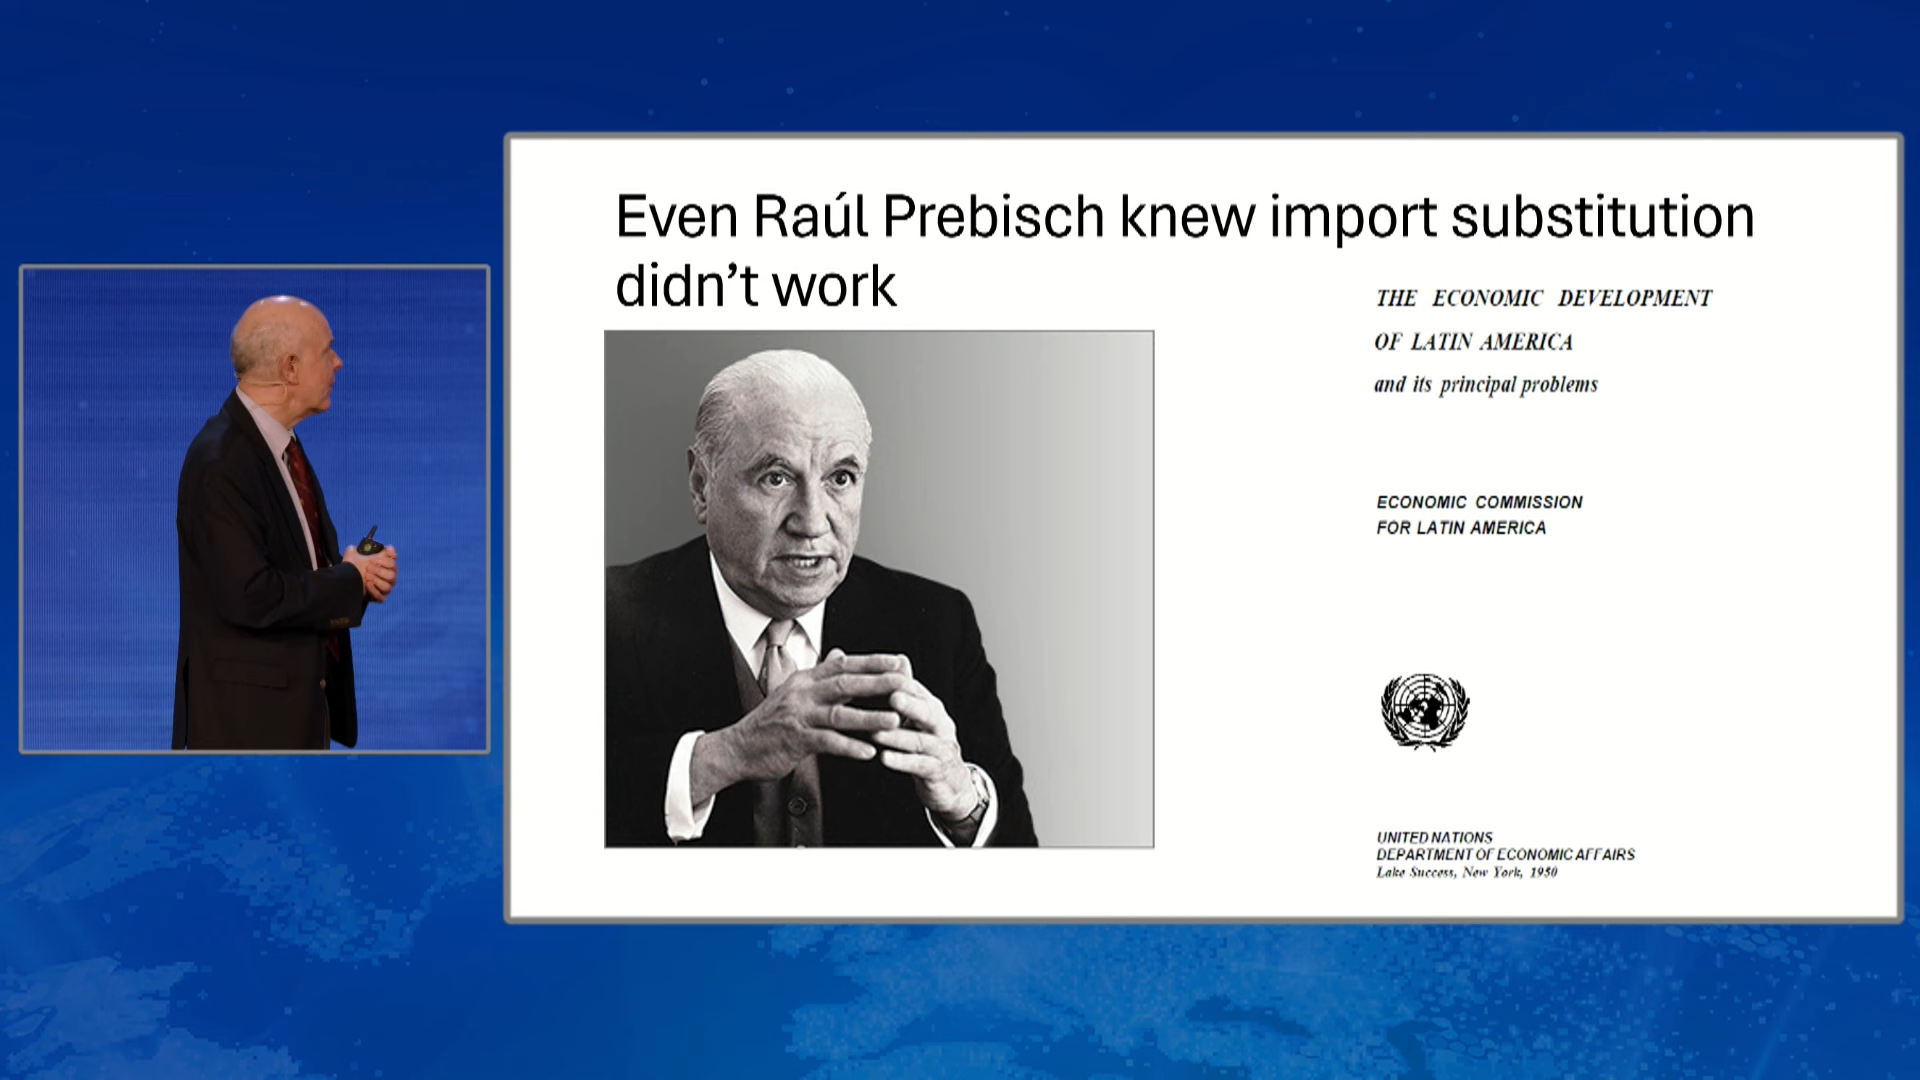 Even Raúl Prebisch knew import substitution
didn't work
THE ECONOMIC DEVELOPMENT
OF LATIN AMERICA
and its principal problems
ECONOMIC COMMISSION
FOR LATIN AMERICA
UNITED NATIONS
DEPARTMENT OF ECONOMIC AFFAIRS
Lake Success, New York, 1950